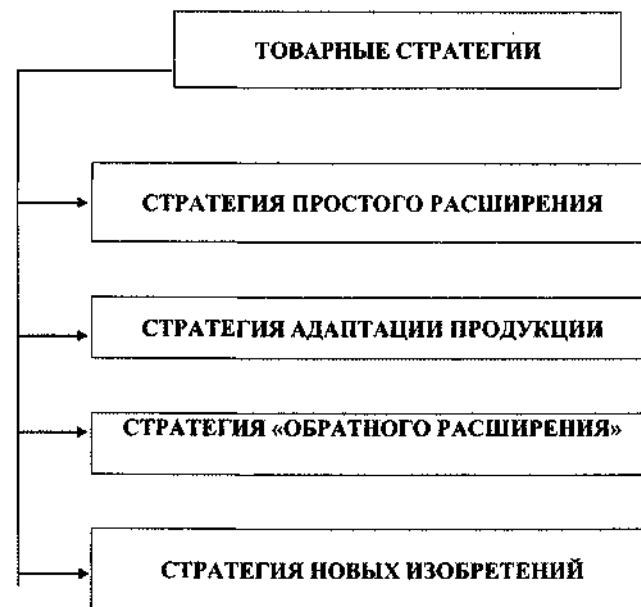 ТОВАРНЫЕ СТРАТЕГИИ
СТРАТЕГИЯ ПРОСТОГО РАСШИРЕНИЯ
СТРАТЕГИЯ АДАПТАЦИИ ПРОДУКЦИИ
СТРАТЕГИЯ «ОБРАТНОГО РАСШИРЕНИЯ»
СТРАТЕГИЯ НОВЫХ ИЗОБРЕТЕНИЙ